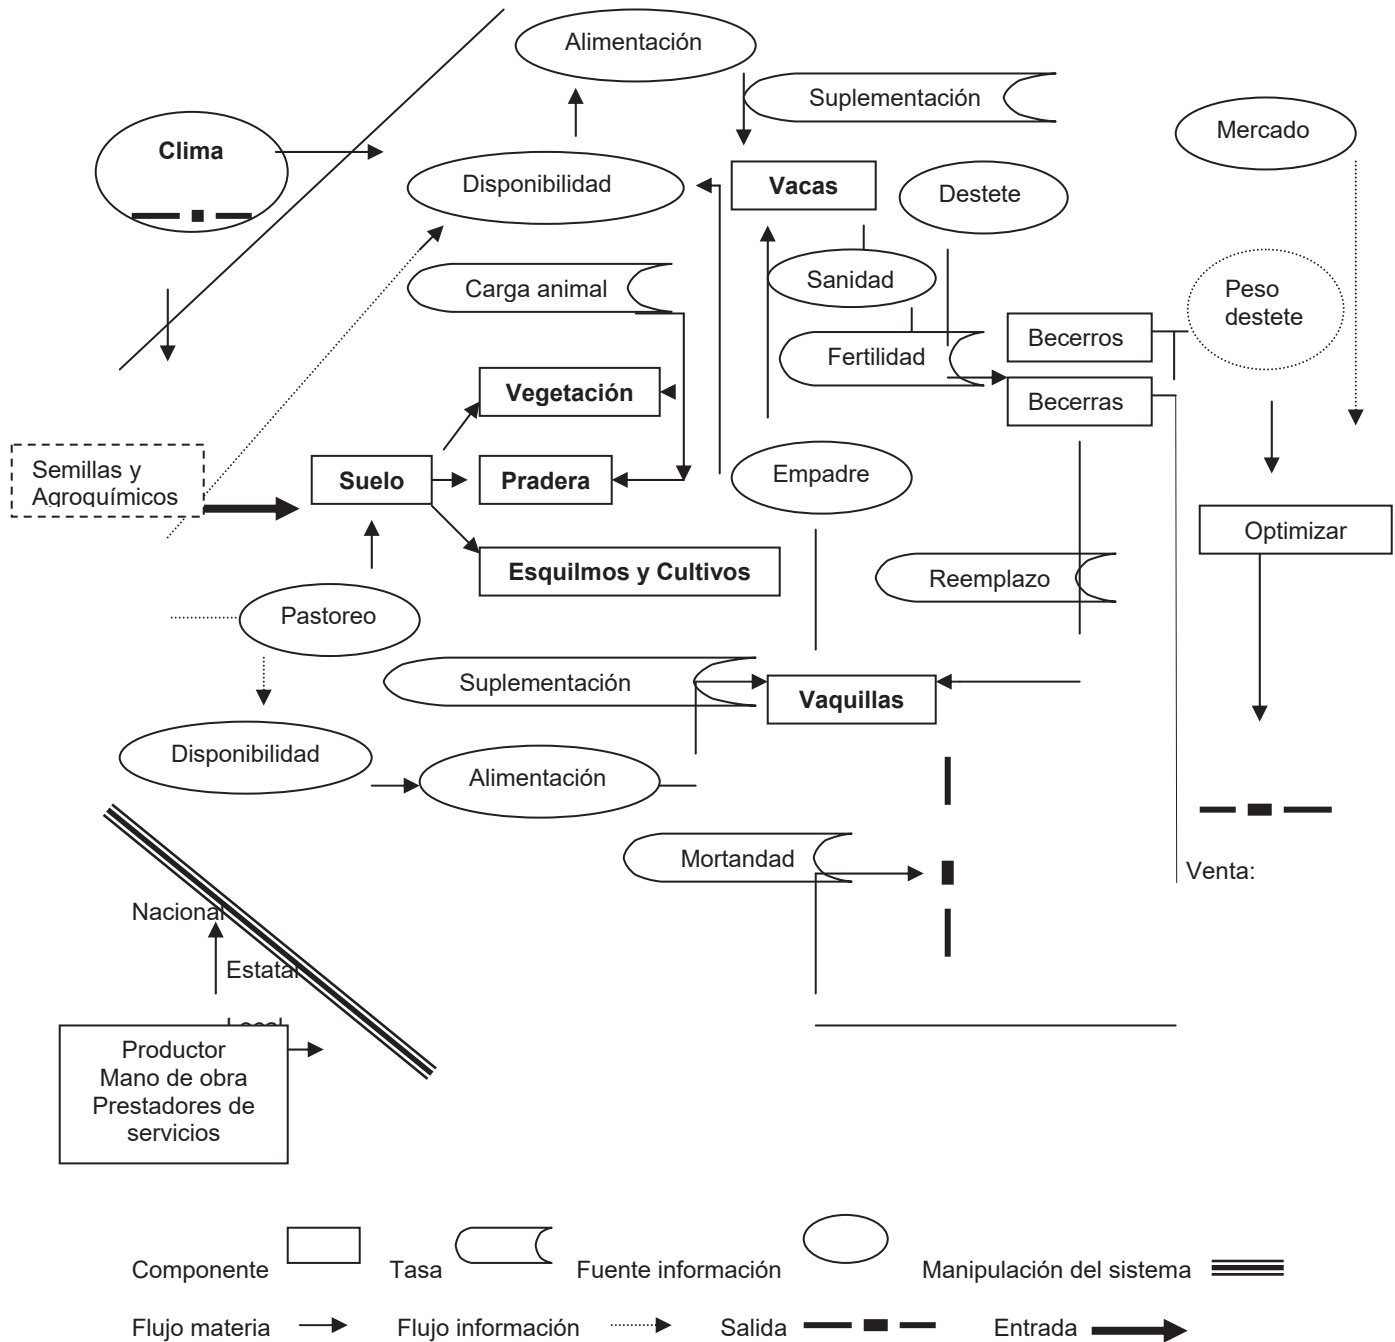 Alimentación
Suplementación
Mercado
Clima
Disponibilidad
Vacas
Destete
Sanidad
Carga animal
Peso
destete
Becerros
Fertilidad
Vegetación
Becerras
Semillas y
Agroquímicos
Suelo
Pradera
Empadre
Optimizar
Esquilmos y Cultivos
Reemplazo
Pastoreo
Suplementación
Vaquillas
Disponibilidad
Alimentación
Mortandad
Venta:
Nacional
Estatal
Local
Productor
Mano de obra
Prestadores de
servicios
Componente
Tasa
Fuente información
Manipulación del sistema
Flujo materia
Flujo información
Salida
Entrada